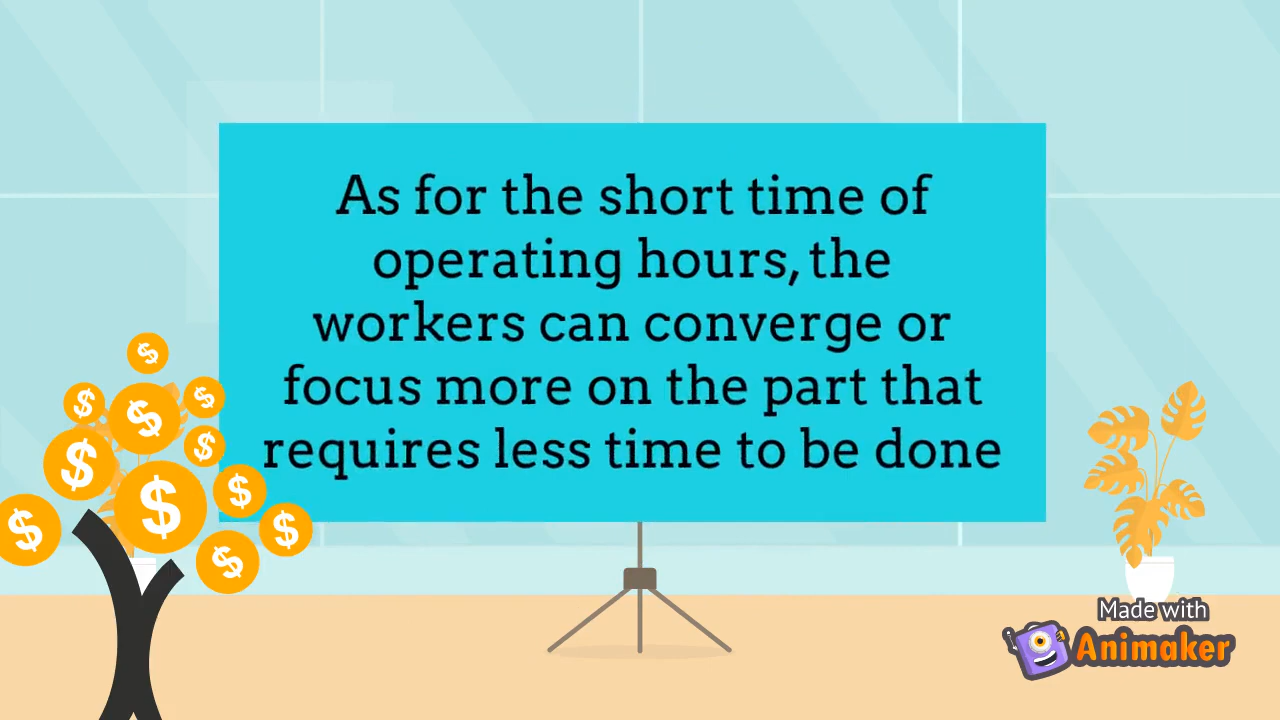 As for the short time of
operating hours, the
workers can converge or
focus more on the part that
requires less time to be done
$
$
$
$
$
$
$
$
$
$
$
Made with
Animaker